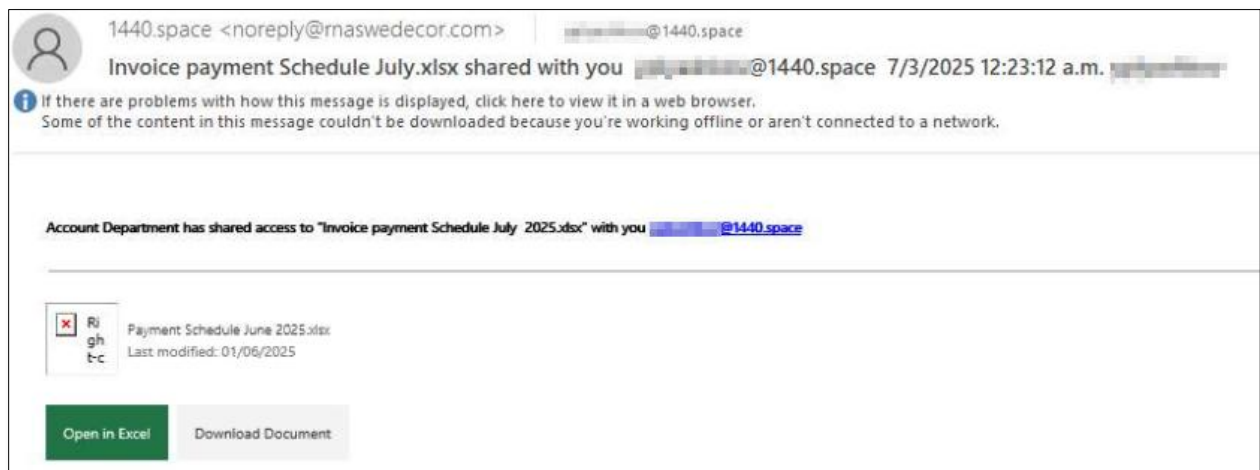 1440.space <noreply@rnaswedecor.com> @1440.space
Invoice payment Schedule July.xlsx shared with you @1440.space 7/3/2025 12:23:12 a.m.
If there are problems with how this message is displayed, click here to view it in a web browser.
Some of the content in this message couldn't be downloaded because you're working offline or aren't connected to a network.
Account Department has shared access to "Invoice payment Schedule July 2025.xlsx" with you @1440.space
Ri
gh
t-c
Payment Schedule June 2025.xlsx
Last modified: 01/06/2025
Open in Excel Download Document